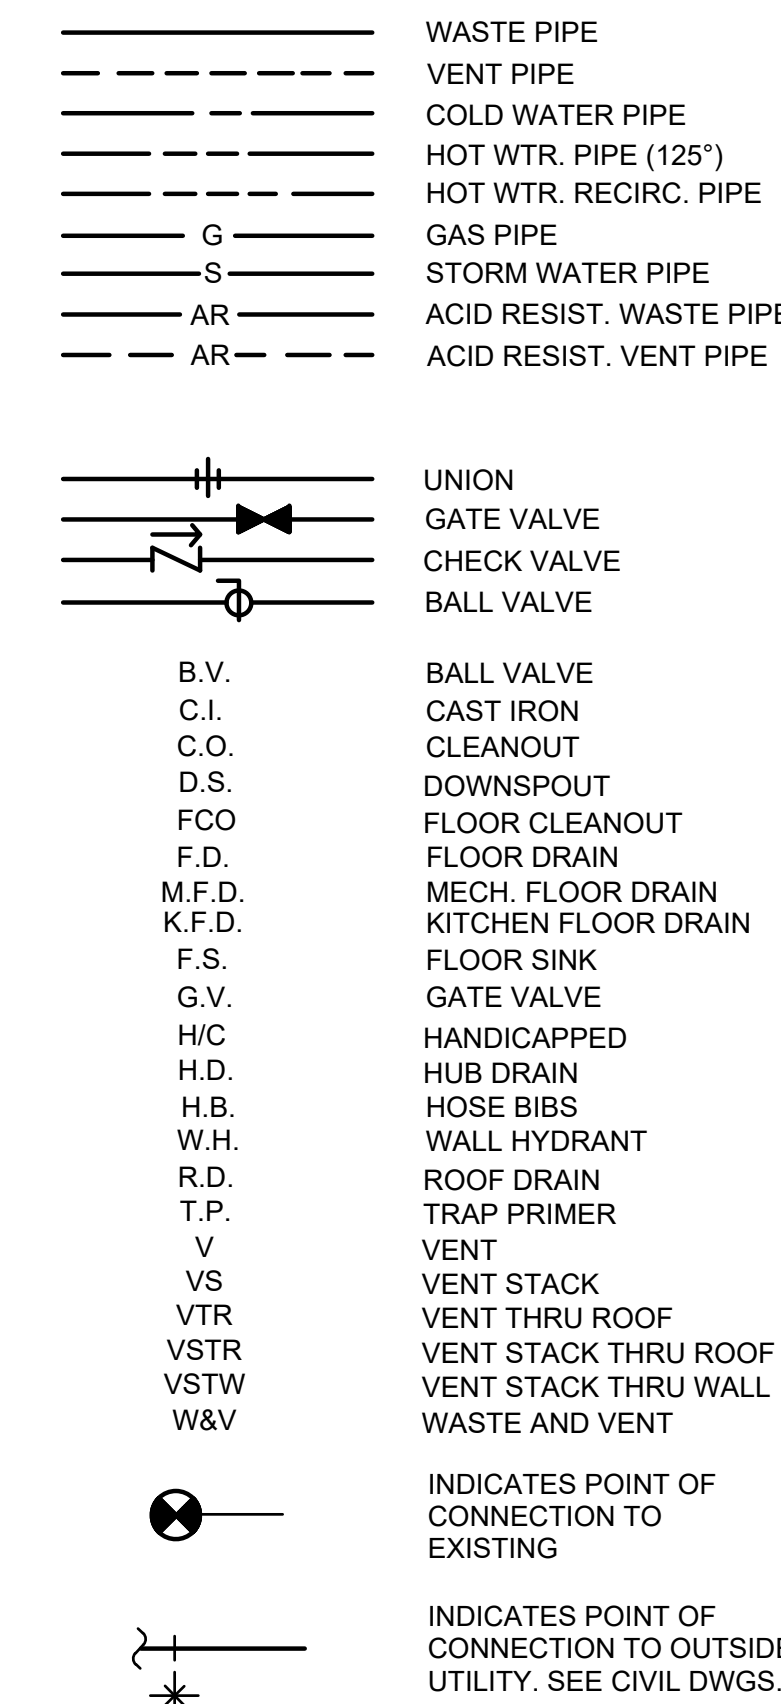 WASTE PIPE
VENT PIPE
COLD WATER PIPE
HOT WTR. PIPE (125°)
HOT WTR. RECIRC. PIPE
G GAS PIPE
S STORM WATER PIPE
AR ACID RESIST. WASTE PIPE
AR ACID RESIST. VENT PIPE
UNION
GATE VALVE
CHECK VALVE
BALL VALVE
B.V. BALL VALVE
C.I. CAST IRON
C.O. CLEANOUT
D.S. DOWNSPOUT
FCO FLOOR CLEANOUT
F.D. FLOOR DRAIN
M.F.D. MECH. FLOOR DRAIN
K.F.D. KITCHEN FLOOR DRAIN
F.S. FLOOR SINK
G.V. GATE VALVE
H/C HANDICAPPED
H.D. HUB DRAIN
H.B. HOSE BIBS
W.H. WALL HYDRANT
R.D. ROOF DRAIN
T.P. TRAP PRIMER
V VENT
VS VENT STACK
VTR VENT THRU ROOF
VSTR VENT STACK THRU ROOF
VSTW VENT STACK THRU WALL
W&V WASTE AND VENT
INDICATES POINT OF
CONNECTION TO
EXISTING
INDICATES POINT OF
CONNECTION TO OUTSIDE
UTILITY. SEE CIVIL DWGS.